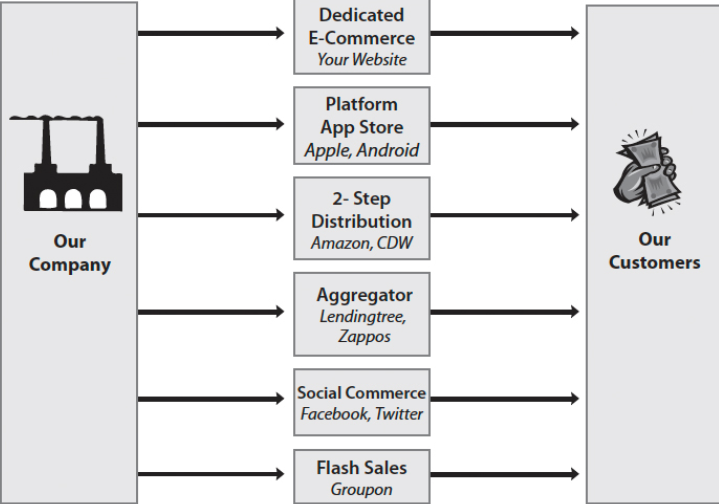 Our
Company
Dedicated
E-Commerce
Your Website
Platform
App Store
Apple, Android
2- Step
Distribution
Amazon, CDW
Aggregator
Lendingtree,
Zappos
Social Commerce
Facebook, Twitter
Flash Sales
Groupon
Our
Customers